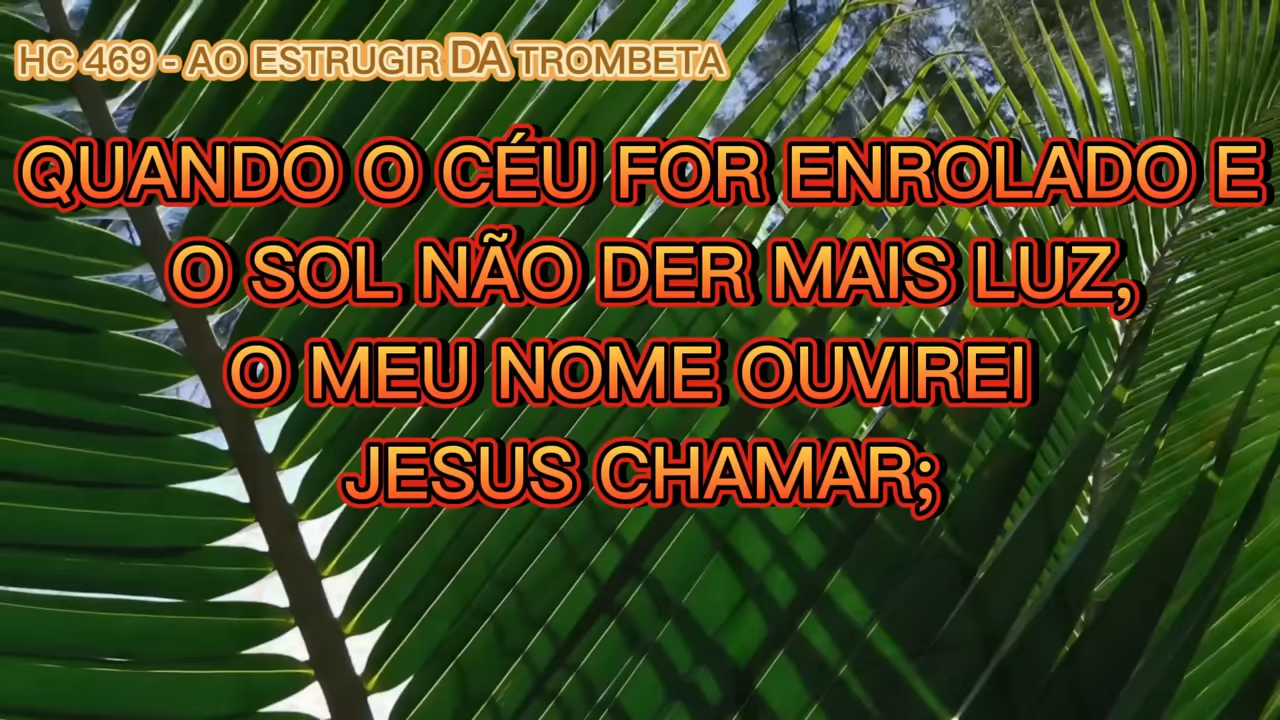 HC 469 - AO ESTRUGIR DA TROMBETA
QUANDO O CÉU FOR ENROLADO E
O SOL NÃO DER MAIS LUZ,
O MEU NOME OUVIREI
JESUS CHAMAR;